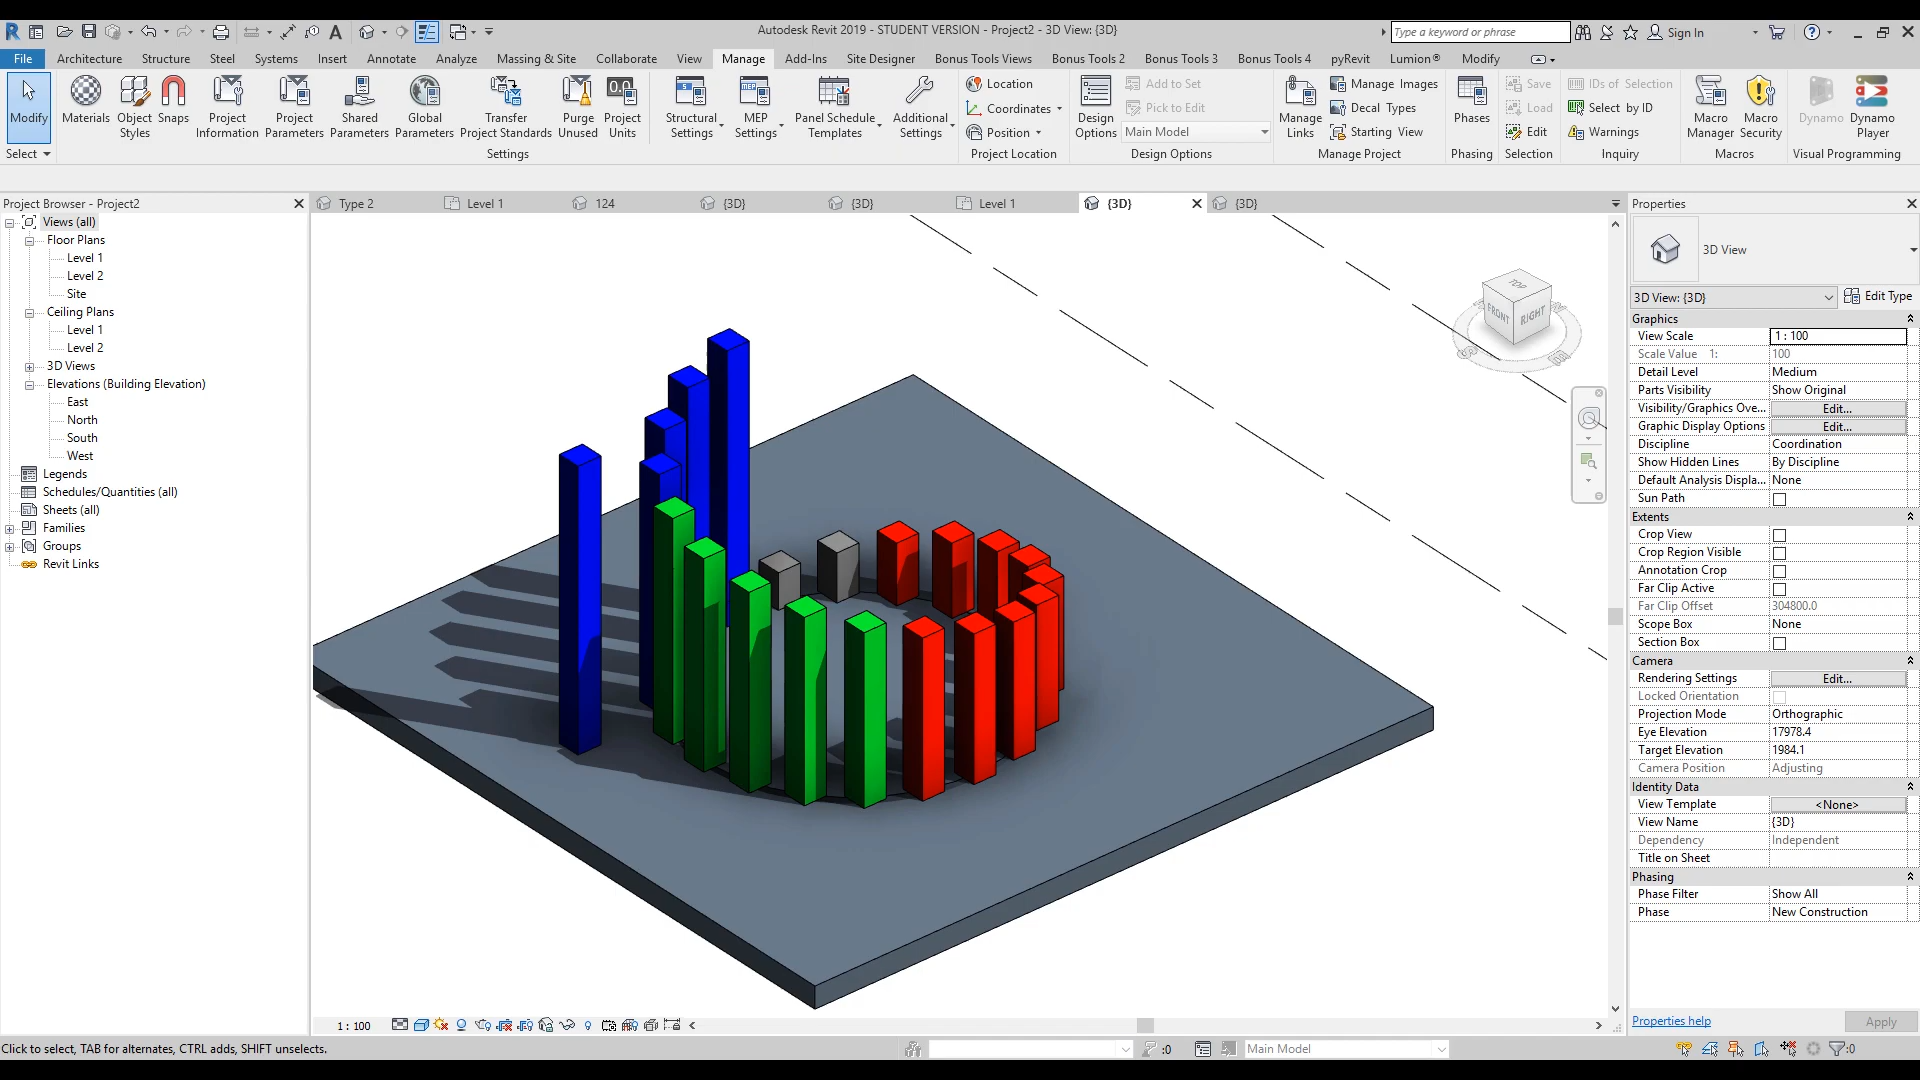 Autodesk Revit 2019 - STUDENT VERSION - Project2 - 3D View: {3D}
Type a keyword or phrase
Sign In
File Architecture Structure Steel Systems Insert Annotate Analyze Massing & Site Collaborate View Manage Add-Ins Site Designer Bonus Tools Views Bonus Tools 2 Bonus Tools 3 Bonus Tools 4 pyRevit Lumion® Modify
Modify
Materials
Object Styles
Snaps
Project Information
Project Parameters
Shared Parameters
Global Parameters
Transfer Project Standards
Purge Unused
Project Units
Structural Settings
MEP Settings
Panel Schedule Templates
Additional Settings
Location
Coordinates
Position
Design Options
Add to Set
Pick to Edit
Main Model
Manage Links
Manage Images
Decal Types
Starting View
Phases
Save
Load
Edit
IDs of Selection
Select by ID
Warnings
Macro Manager
Macro Security
Dynamo
Dynamo Player
Select Settings Project Location Design Options Manage Project Phasing Selection Inquiry Macros Visual Programming
Project Browser - Project2
Type 2 Level 1 124 {3D} {3D} Level 1 {3D} {3D}
Views (all)
Floor Plans
Level 1
Level 2
Site
Ceiling Plans
Level 1
Level 2
3D Views
Elevations (Building Elevation)
East
North
South
West
Legends
Schedules/Quantities (all)
Sheets (all)
Families
Groups
Revit Links
TOP
FRONT
RIGHT
Properties
3D View
3D View: {3D} Edit Type
Graphics
View Scale 1 : 100
Scale Value 1: 100
Detail Level Medium
Parts Visibility Show Original
Visibility/Graphics Ove... Edit...
Graphic Display Options Edit...
Discipline Coordination
Show Hidden Lines By Discipline
Default Analysis Displa... None
Sun Path
Extents
Crop View
Crop Region Visible
Annotation Crop
Far Clip Active
Far Clip Offset 304800.0
Scope Box None
Section Box
Camera
Rendering Settings Edit...
Locked Orientation
Projection Mode Orthographic
Eye Elevation 17978.4
Target Elevation 1984.1
Camera Position Adjusting
Identity Data
View Template <None>
View Name {3D}
Dependency Independent
Title on Sheet
Phasing
Phase Filter Show All
Phase New Construction
Properties help Apply
1 : 100
Click to select, TAB for alternates, CTRL adds, SHIFT unselects.
:0
Main Model
:0